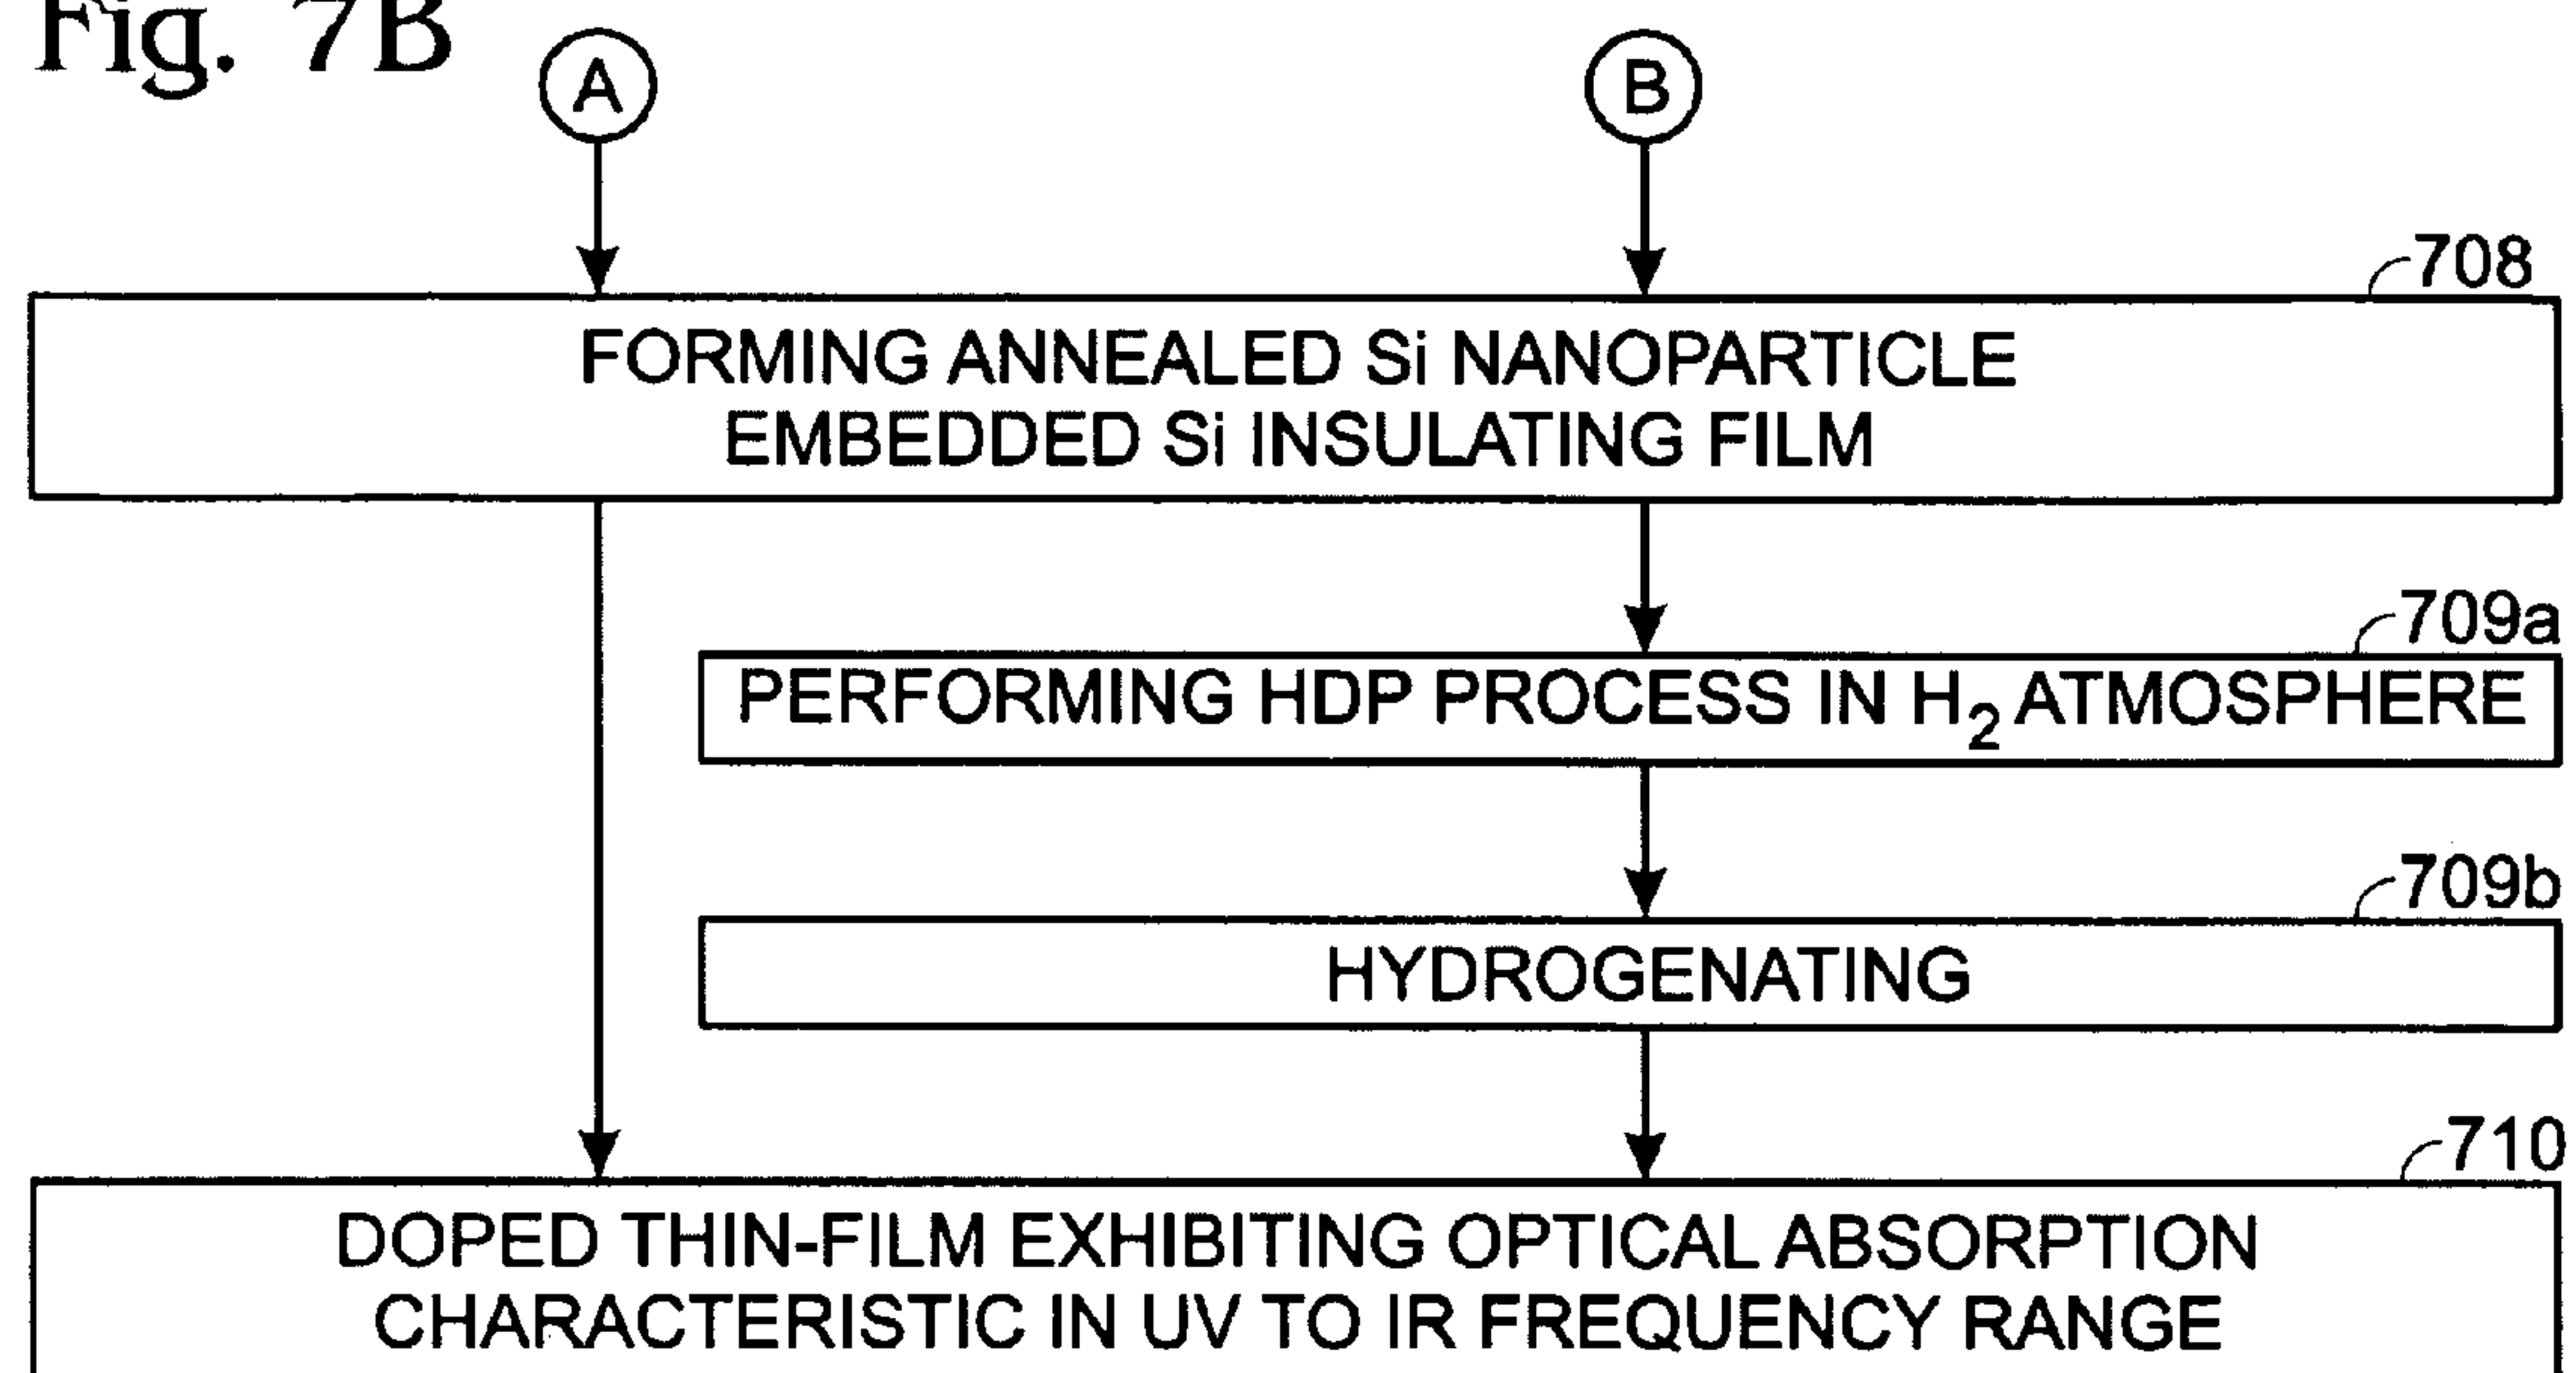 Fig. 7B
A
B
708
FORMING ANNEALED Si NANOPARTICLE
EMBEDDED Si INSULATING FILM
709a
PERFORMING HDP PROCESS IN H₂ ATMOSPHERE
709b
HYDROGENATING
710
DOPED THIN-FILM EXHIBITING OPTICAL ABSORPTION
CHARACTERISTIC IN UV TO IR FREQUENCY RANGE